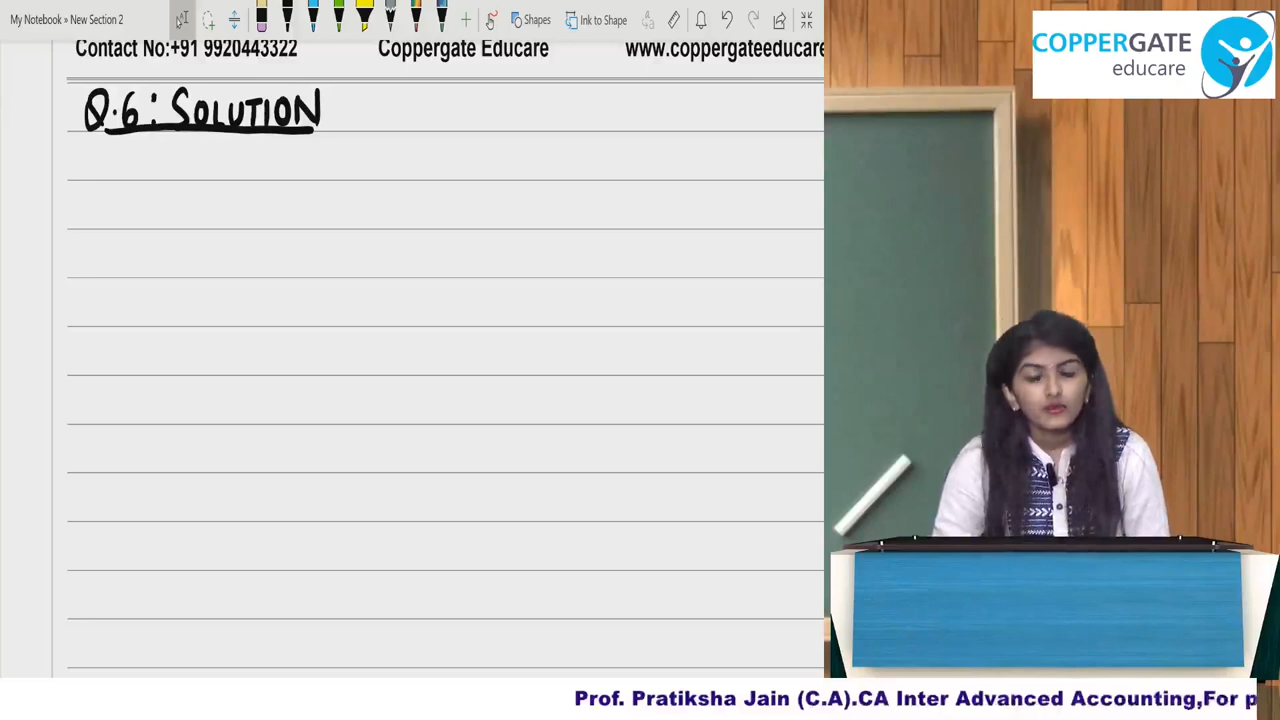 My Notebook » New Section 2
Shapes
Ink to Shape
Contact No:+91 9920443322 Coppergate Educare www.coppergateeducare
Q.6 : SOLUTION
COPPERGATE
educare
Prof. Pratiksha Jain (C.A).CA Inter Advanced Accounting,For p